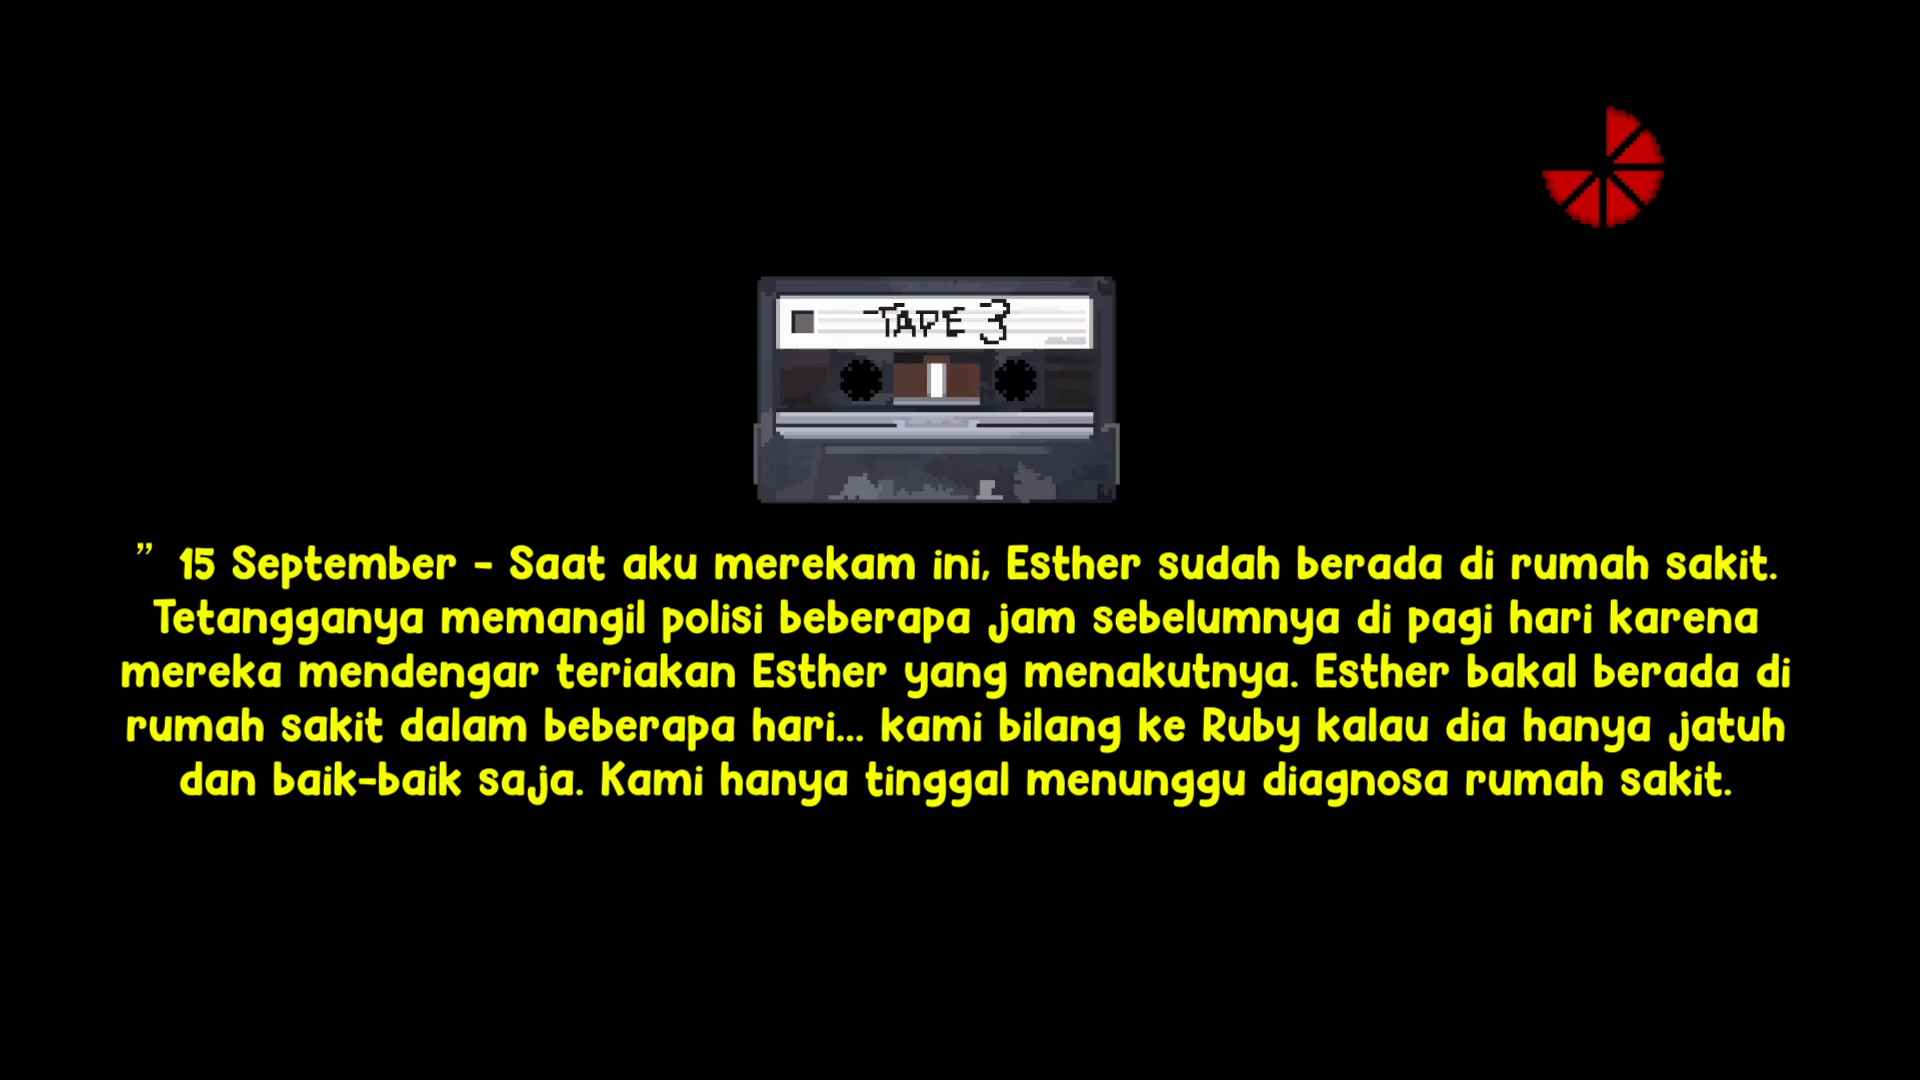 TAPE 3
” 15 September - Saat aku merekam ini, Esther sudah berada di rumah sakit.
Tetangganya memangil polisi beberapa jam sebelumnya di pagi hari karena
mereka mendengar teriakan Esther yang menakutnya. Esther bakal berada di
rumah sakit dalam beberapa hari... kami bilang ke Ruby kalau dia hanya jatuh
dan baik-baik saja. Kami hanya tinggal menunggu diagnosa rumah sakit.